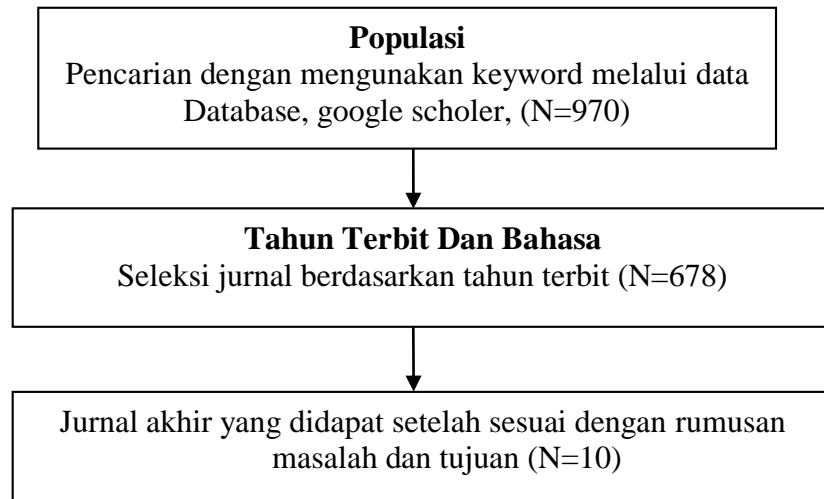 Populasi
Pencarian dengan mengunakan keyword melalui data
Database, google scholer, (N=970)
Tahun Terbit Dan Bahasa
Seleksi jurnal berdasarkan tahun terbit (N=678)
Jurnal akhir yang didapat setelah sesuai dengan rumusan
masalah dan tujuan (N=10)